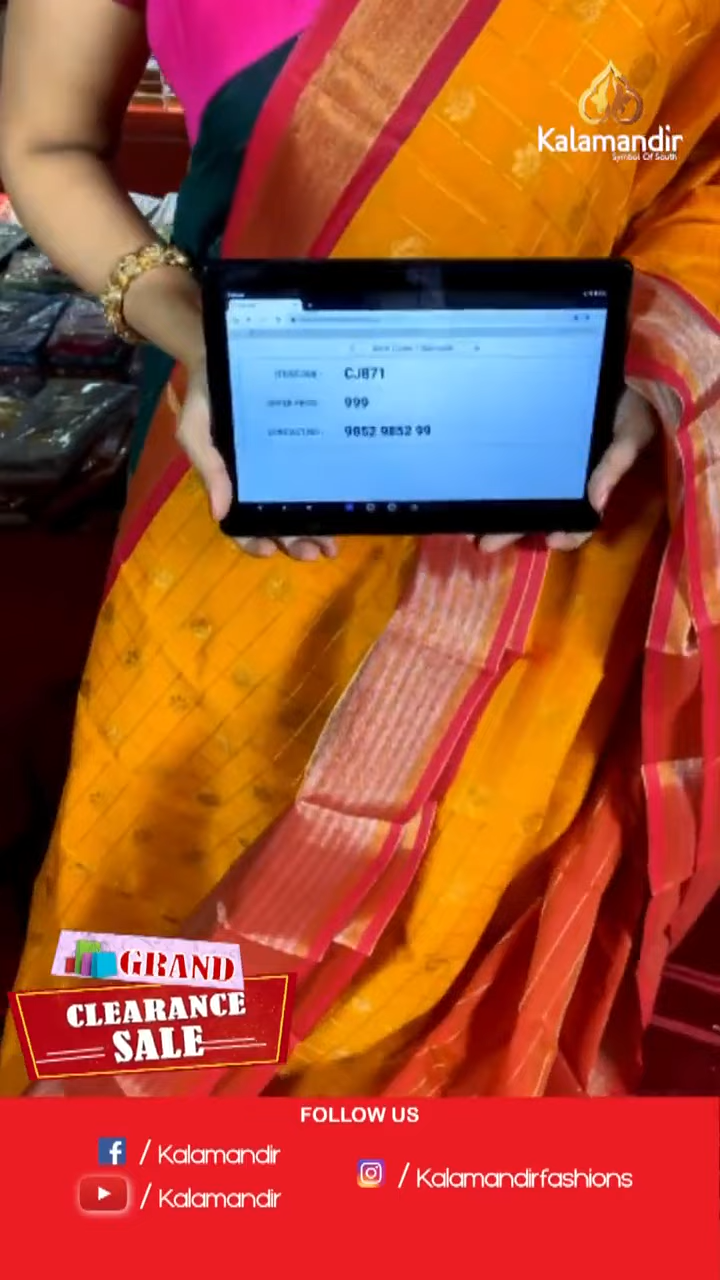 Kalamandir
Symbol Of South
CJ871
999
9852 9852 99
GRAND
CLEARANCE
SALE
FOLLOW US
/ Kalamandir
/ Kalamandir
/ Kalamandirfashions